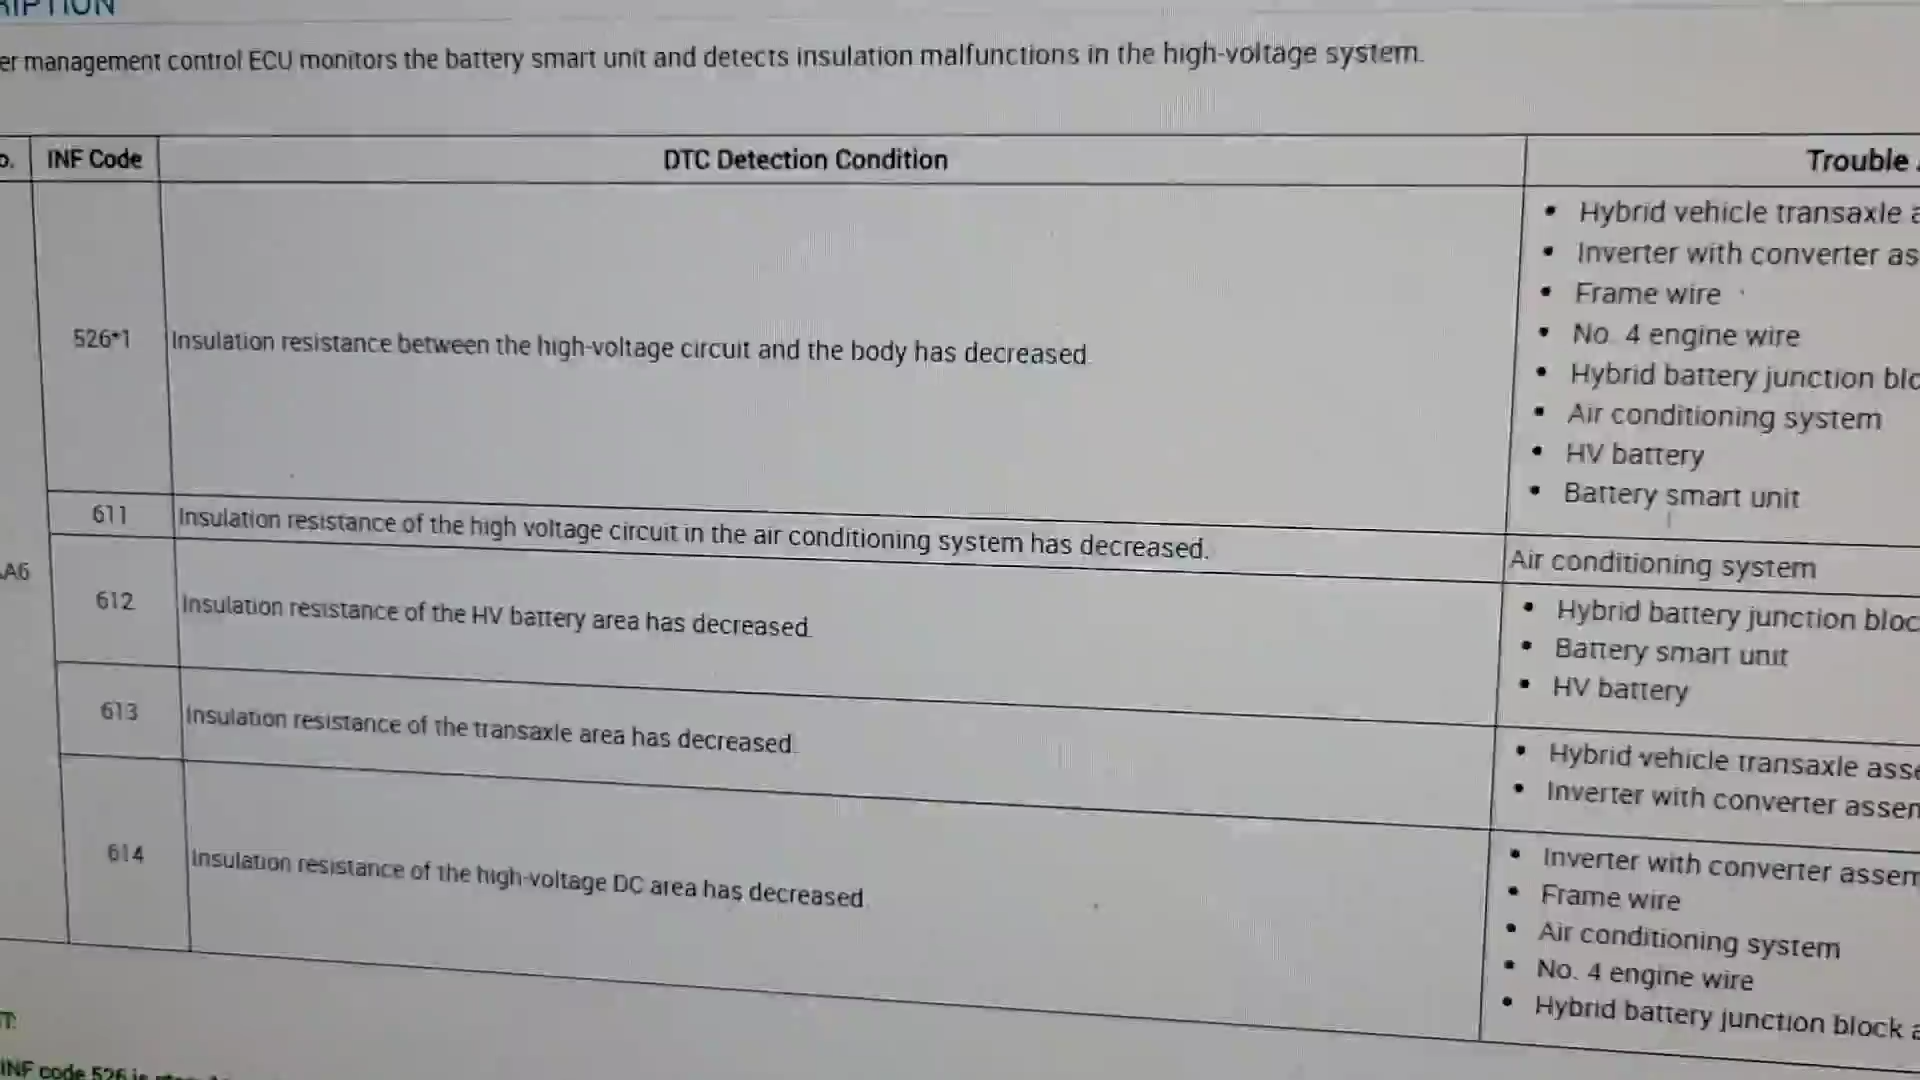 RIPTION
er management control ECU monitors the battery smart unit and detects insulation malfunctions in the high-voltage system.
o. INF Code DTC Detection Condition Trouble
526*1 Insulation resistance between the high-voltage circuit and the body has decreased.
• Hybrid vehicle transaxle a
• Inverter with converter as
• Frame wire
• No. 4 engine wire
• Hybrid battery junction blo
• Air conditioning system
• HV battery
• Battery smart unit
A6
611 Insulation resistance of the high voltage circuit in the air conditioning system has decreased. Air conditioning system
612 Insulation resistance of the HV battery area has decreased.
• Hybrid battery junction bloc
• Battery smart unit
• HV battery
613 Insulation resistance of the transaxle area has decreased.
• Hybrid vehicle transaxle asse
• Inverter with converter assem
614 Insulation resistance of the high-voltage DC area has decreased.
• Inverter with converter assem
• Frame wire
• Air conditioning system
• No. 4 engine wire
• Hybrid battery junction block a
T:
INF code 526 is